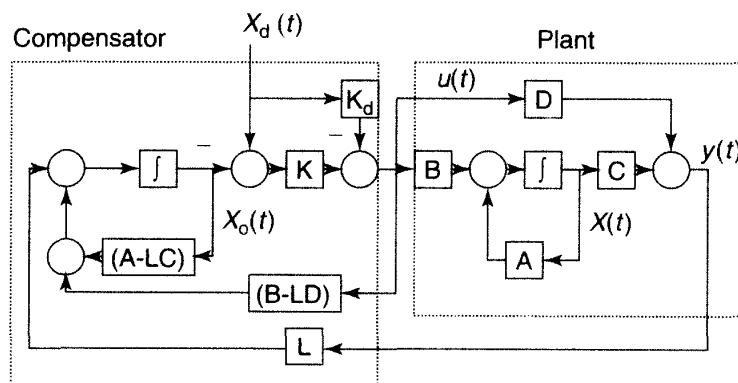 Compensator
X_d (t)
Plant
K_d
u(t)
D
y(t)
−
−
∫
K
B
∫
C
X_o(t)
X(t)
(A-LC)
A
(B-LD)
L